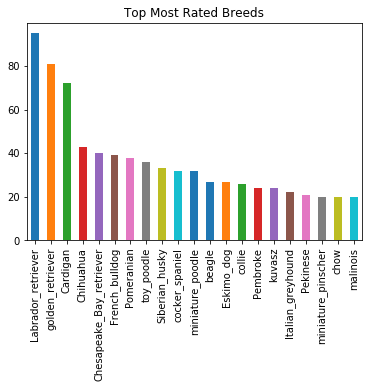 Top Most Rated Breeds
80
60
40
20
0
Labrador_retriever
golden_retriever
Cardigan
Chihuahua
Chesapeake_Bay_retriever
French_bulldog
Pomeranian
toy_poodle
Siberian_husky
cocker_spaniel
miniature_poodle
beagle
Eskimo_dog
collie
Pembroke
kuvasz
Italian_greyhound
Pekinese
miniature_pinscher
chow
malinois